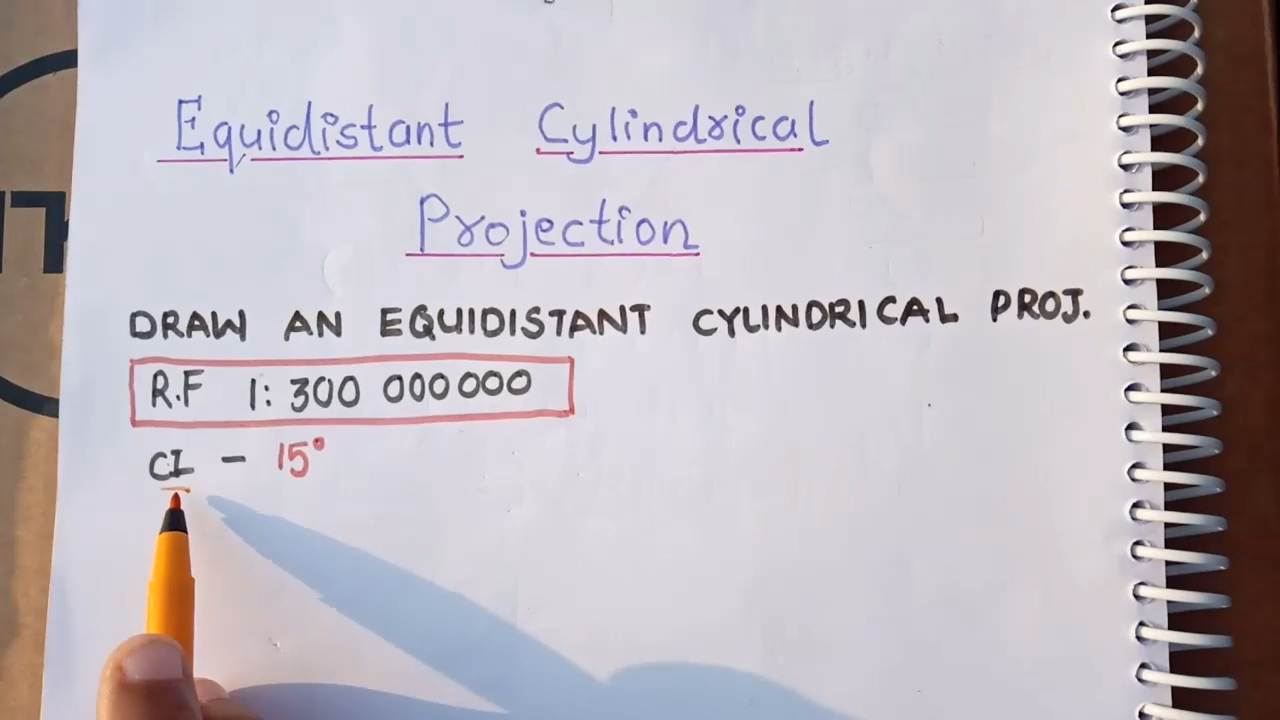 Equidistant Cylindrical
Projection
DRAW AN EQUIDISTANT CYLINDRICAL PROJ.
R.F 1: 300 000000
CI - 15°